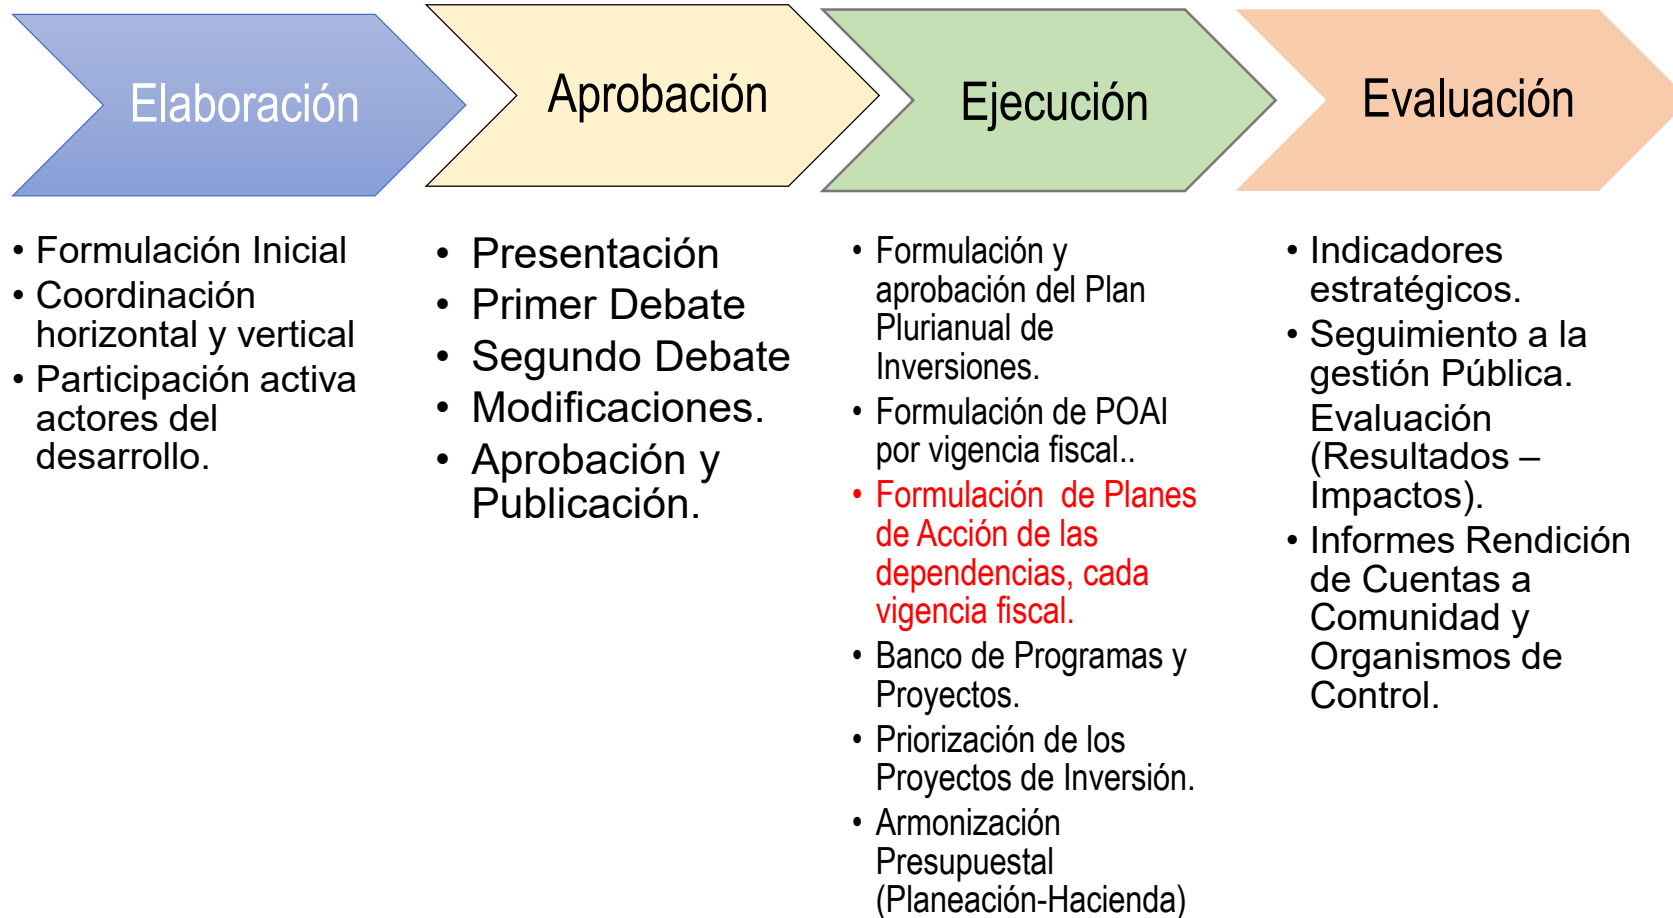 Elaboración
Aprobación
Ejecución
Evaluación
• Formulación Inicial
• Coordinación
horizontal y vertical
• Participación activa
actores del
desarrollo.
• Presentación
• Primer Debate
• Segundo Debate
• Modificaciones.
• Aprobación y
Publicación.
• Formulación y
aprobación del Plan
Plurianual de
Inversiones.
• Formulación de POAI
por vigencia fiscal..
• Formulación  de Planes
de Acción de las
dependencias, cada
vigencia fiscal.
• Banco de Programas y
Proyectos.
• Priorización de los
Proyectos de Inversión.
• Armonización
Presupuestal
(Planeación-Hacienda)
• Indicadores
estratégicos.
• Seguimiento a la
gestión Pública.
Evaluación
(Resultados –
Impactos).
• Informes Rendición
de Cuentas a
Comunidad y
Organismos de
Control.